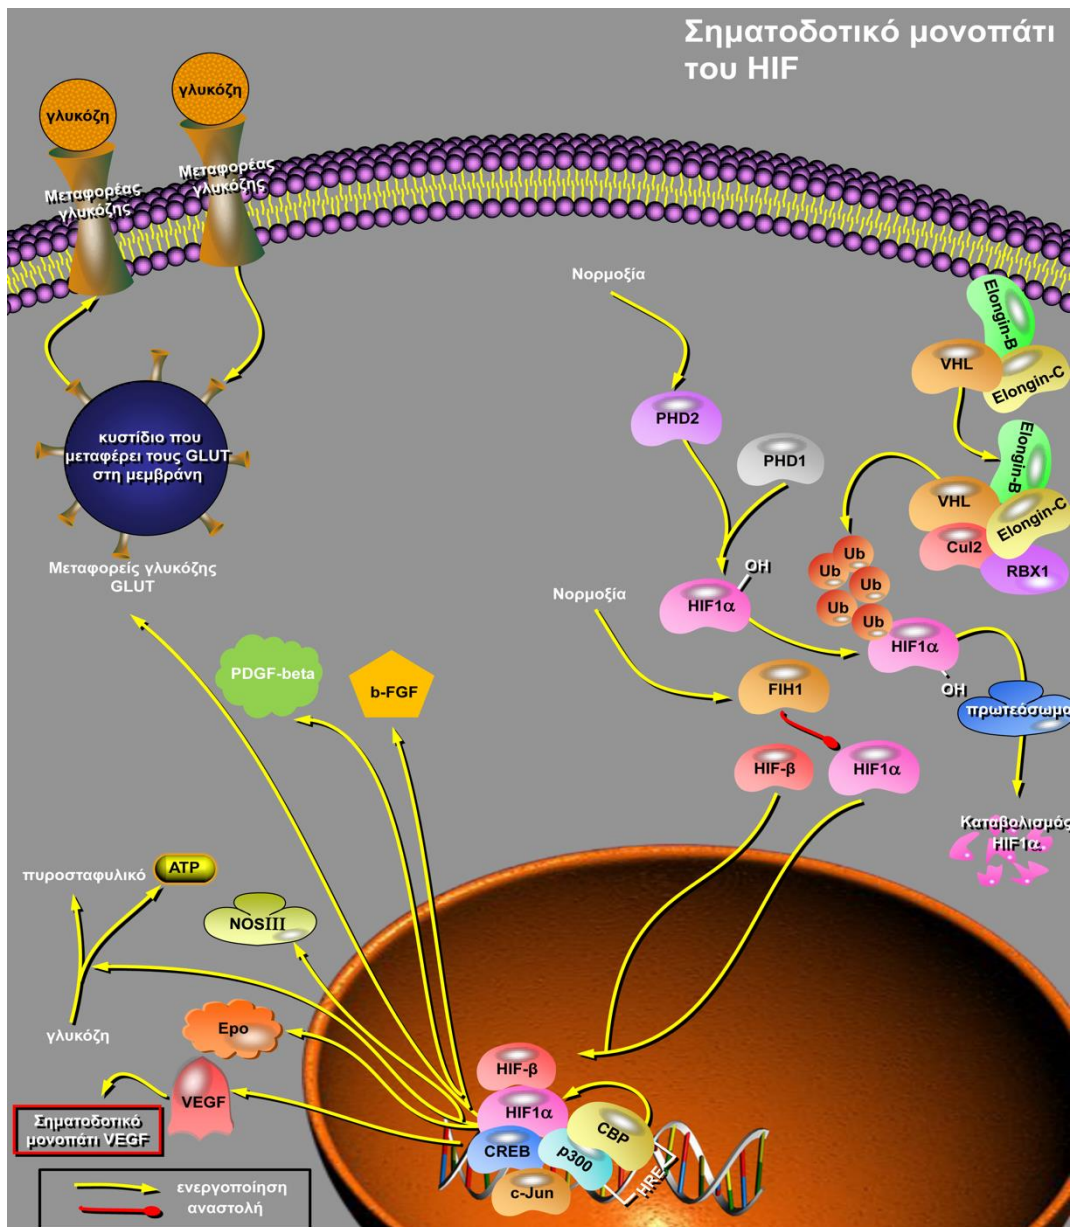 Σηματοδοτικό μονοπάτι
του HIF
γλυκόζη
γλυκόζη
Μεταφορέας
γλυκόζης
Μεταφορέας
γλυκόζης
Νορμοξία
Elongin-B
VHL
Elongin-C
PHD2
PHD1
κυστίδιο που
μεταφέρει τους GLUT
στη μεμβράνη
Elongin-B
VHL
Elongin-C
Cul2
RBX1
Μεταφορείς γλυκόζης
GLUT
OH
HIF1α
Νορμοξία
Ub
Ub
Ub
Ub
Ub
HIF1α
OH
PDGF-beta
b-FGF
FIH1
πρωτεόσωμα
HIF-β
HIF1α
Καταβολισμός
HIF1α
πυροσταφυλικό
ATP
NOSIII
γλυκόζη
Epo
VEGF
Σηματοδοτικό
μονοπάτι VEGF
HIF-β
HIF1α
CBP
CREB
p300
c-Jun
HRE
ενεργοποίηση
αναστολή